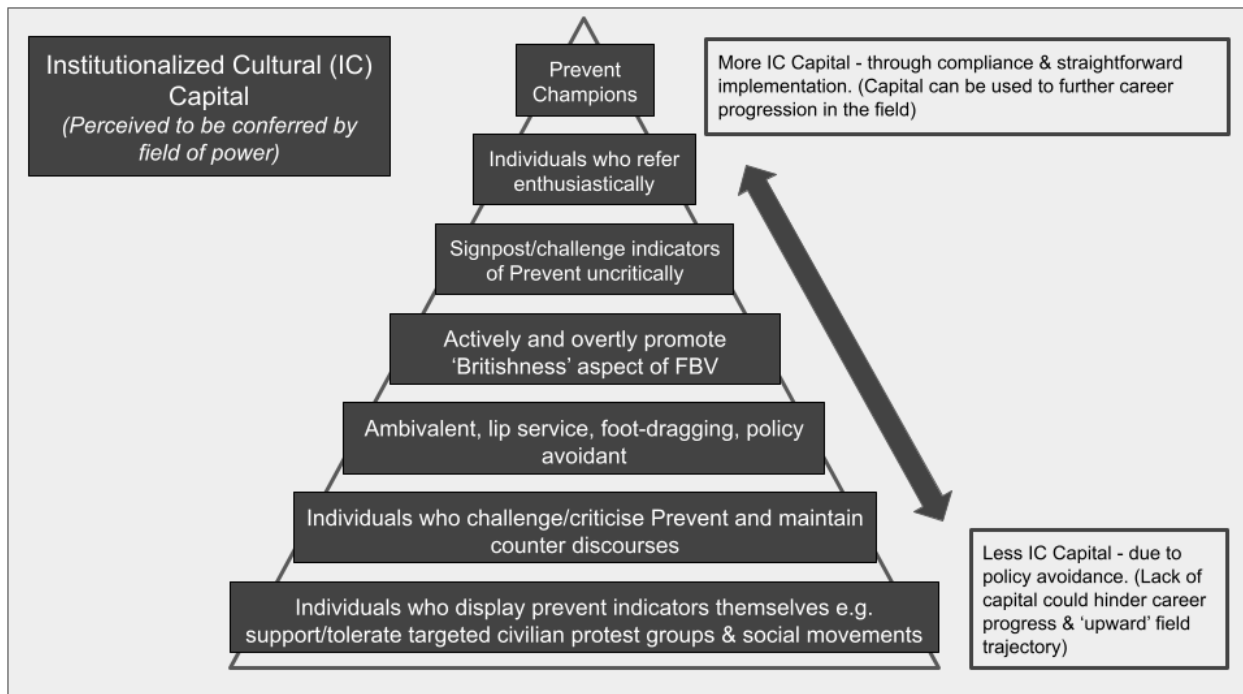 Institutionalized Cultural (IC)
Capital
(Perceived to be conferred by
field of power)
Prevent
Champions
More IC Capital - through compliance & straightforward
implementation. (Capital can be used to further career
progression in the field)
Individuals who refer
enthusiastically
Signpost/challenge indicators
of Prevent uncritically
Actively and overtly promote
‘Britishness’ aspect of FBV
Ambivalent, lip service, foot-dragging, policy
avoidant
Individuals who challenge/criticise Prevent and maintain
counter discourses
Less IC Capital - due to
policy avoidance. (Lack of
capital could hinder career
progress & ‘upward’ field
trajectory)
Individuals who display prevent indicators themselves e.g.
support/tolerate targeted civilian protest groups & social movements